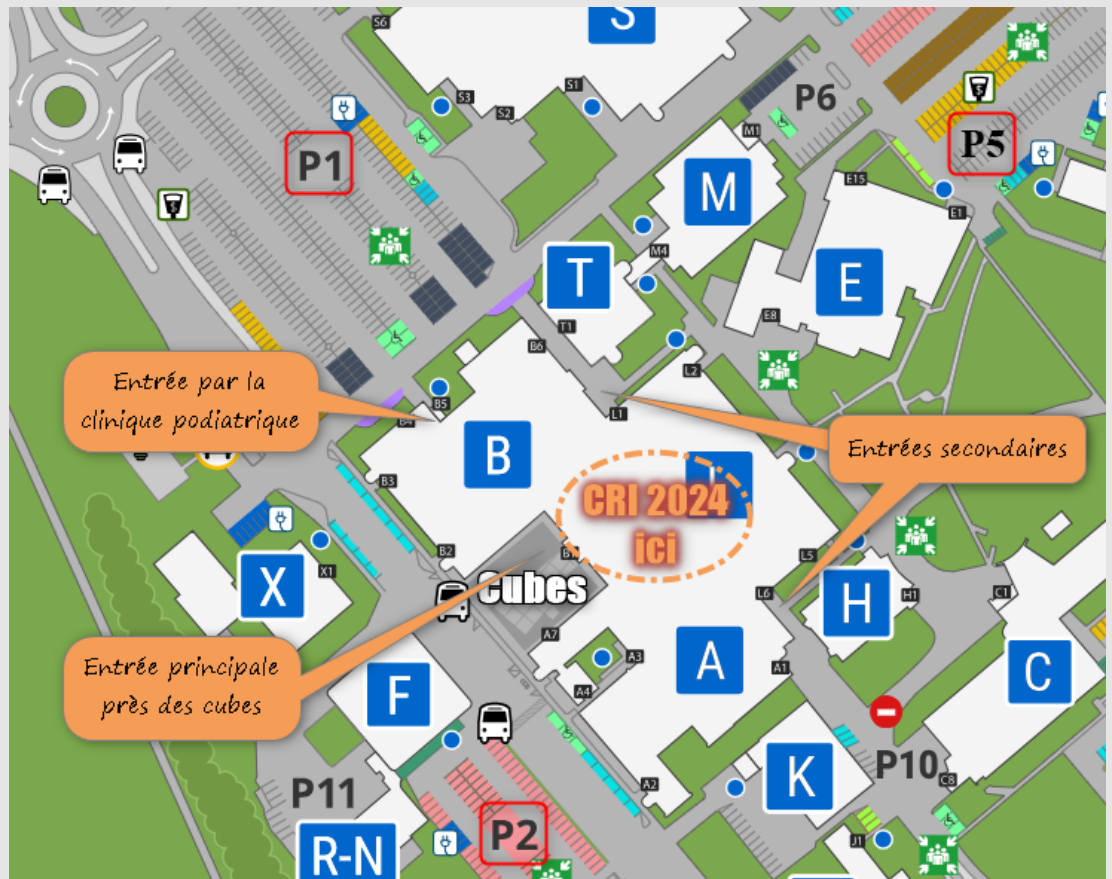 S
S6
S3
S2
S1
P6
P1
P5
M1
M
E15
E1
M4
T
E
T1
E8
B6
L2
Entrée par la
clinique podiatrique
B5
B4
L1
Entrées secondaires
B
B3
CRI 2024
ici
B2
B1
L5
X
X1
Cubes
L6
H
H1
C1
A7
A3
A
A1
C
A4
Entrée principale
près des cubes
F
K
P10
C8
A2
P11
P2
J1
R-N